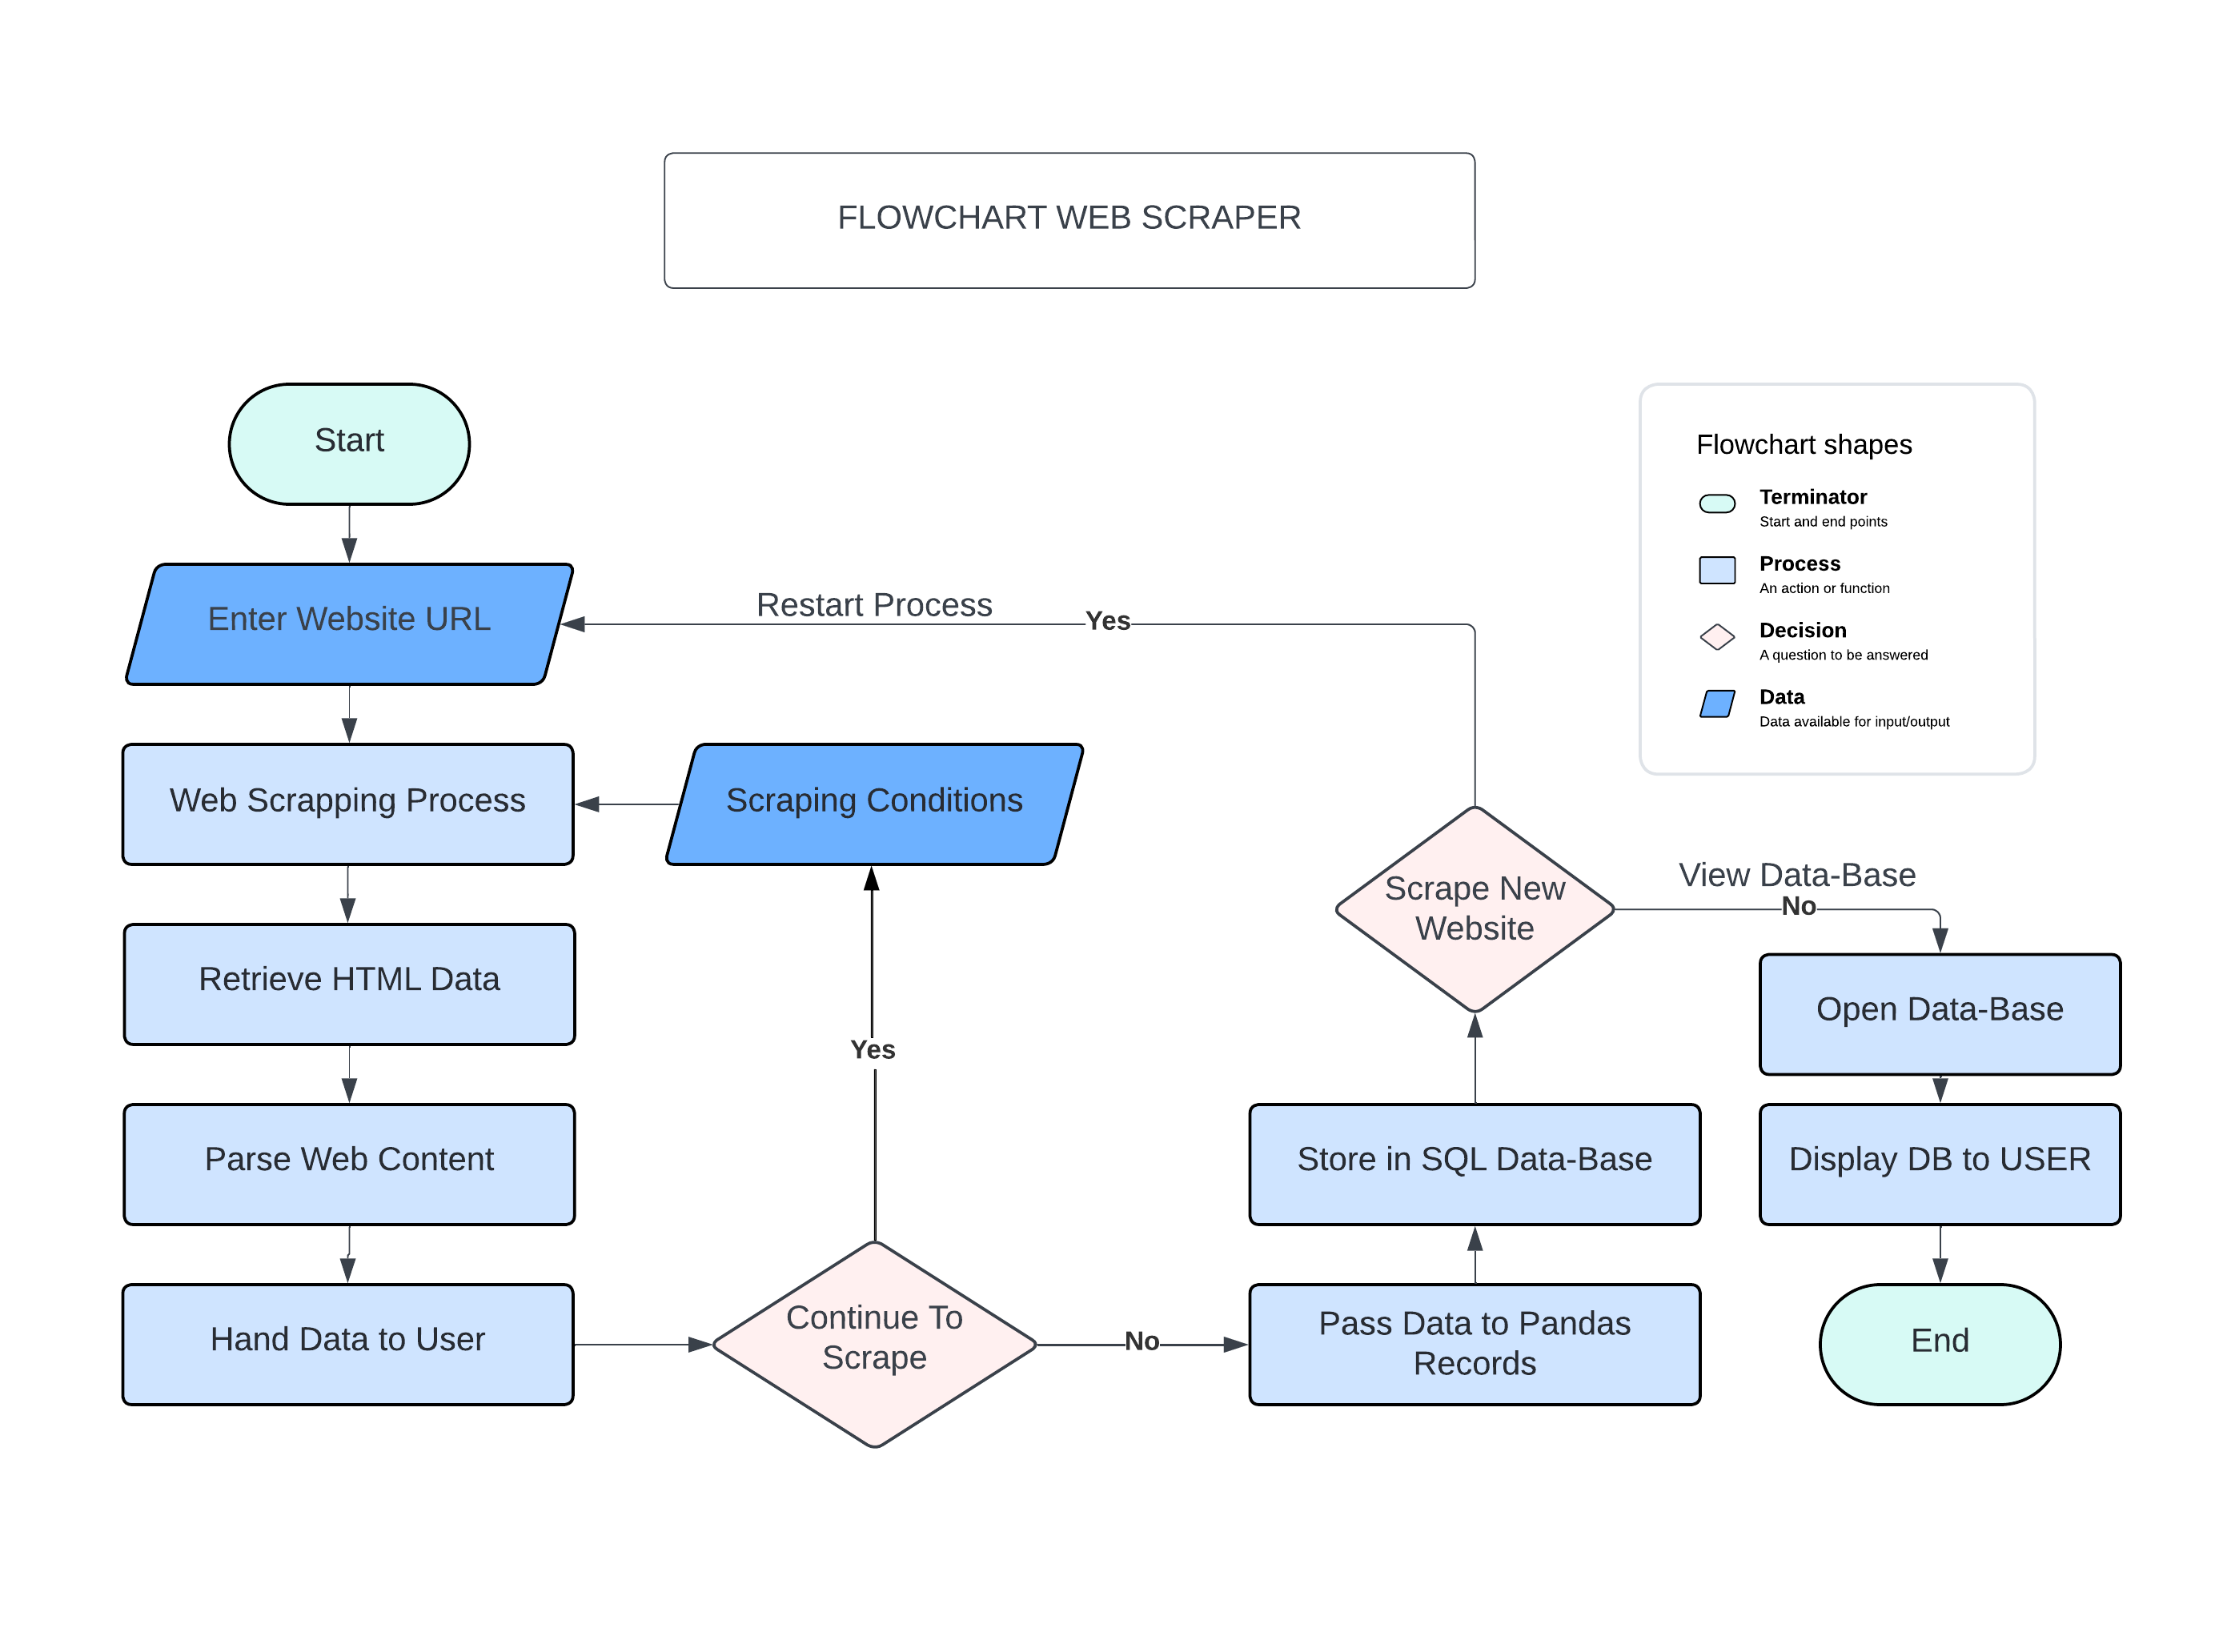 FLOWCHART WEB SCRAPER
Start
Flowchart shapes
Terminator
Start and end points
Process
An action or function
Decision
A question to be answered
Data
Data available for input/output
Enter Website URL
Restart Process
Yes
Web Scrapping Process
Scraping Conditions
Scrape New
Website
View Data-Base
No
Retrieve HTML Data
Yes
Open Data-Base
Parse Web Content
Store in SQL Data-Base
Display DB to USER
Hand Data to User
Continue To
Scrape
No
Pass Data to Pandas
Records
End